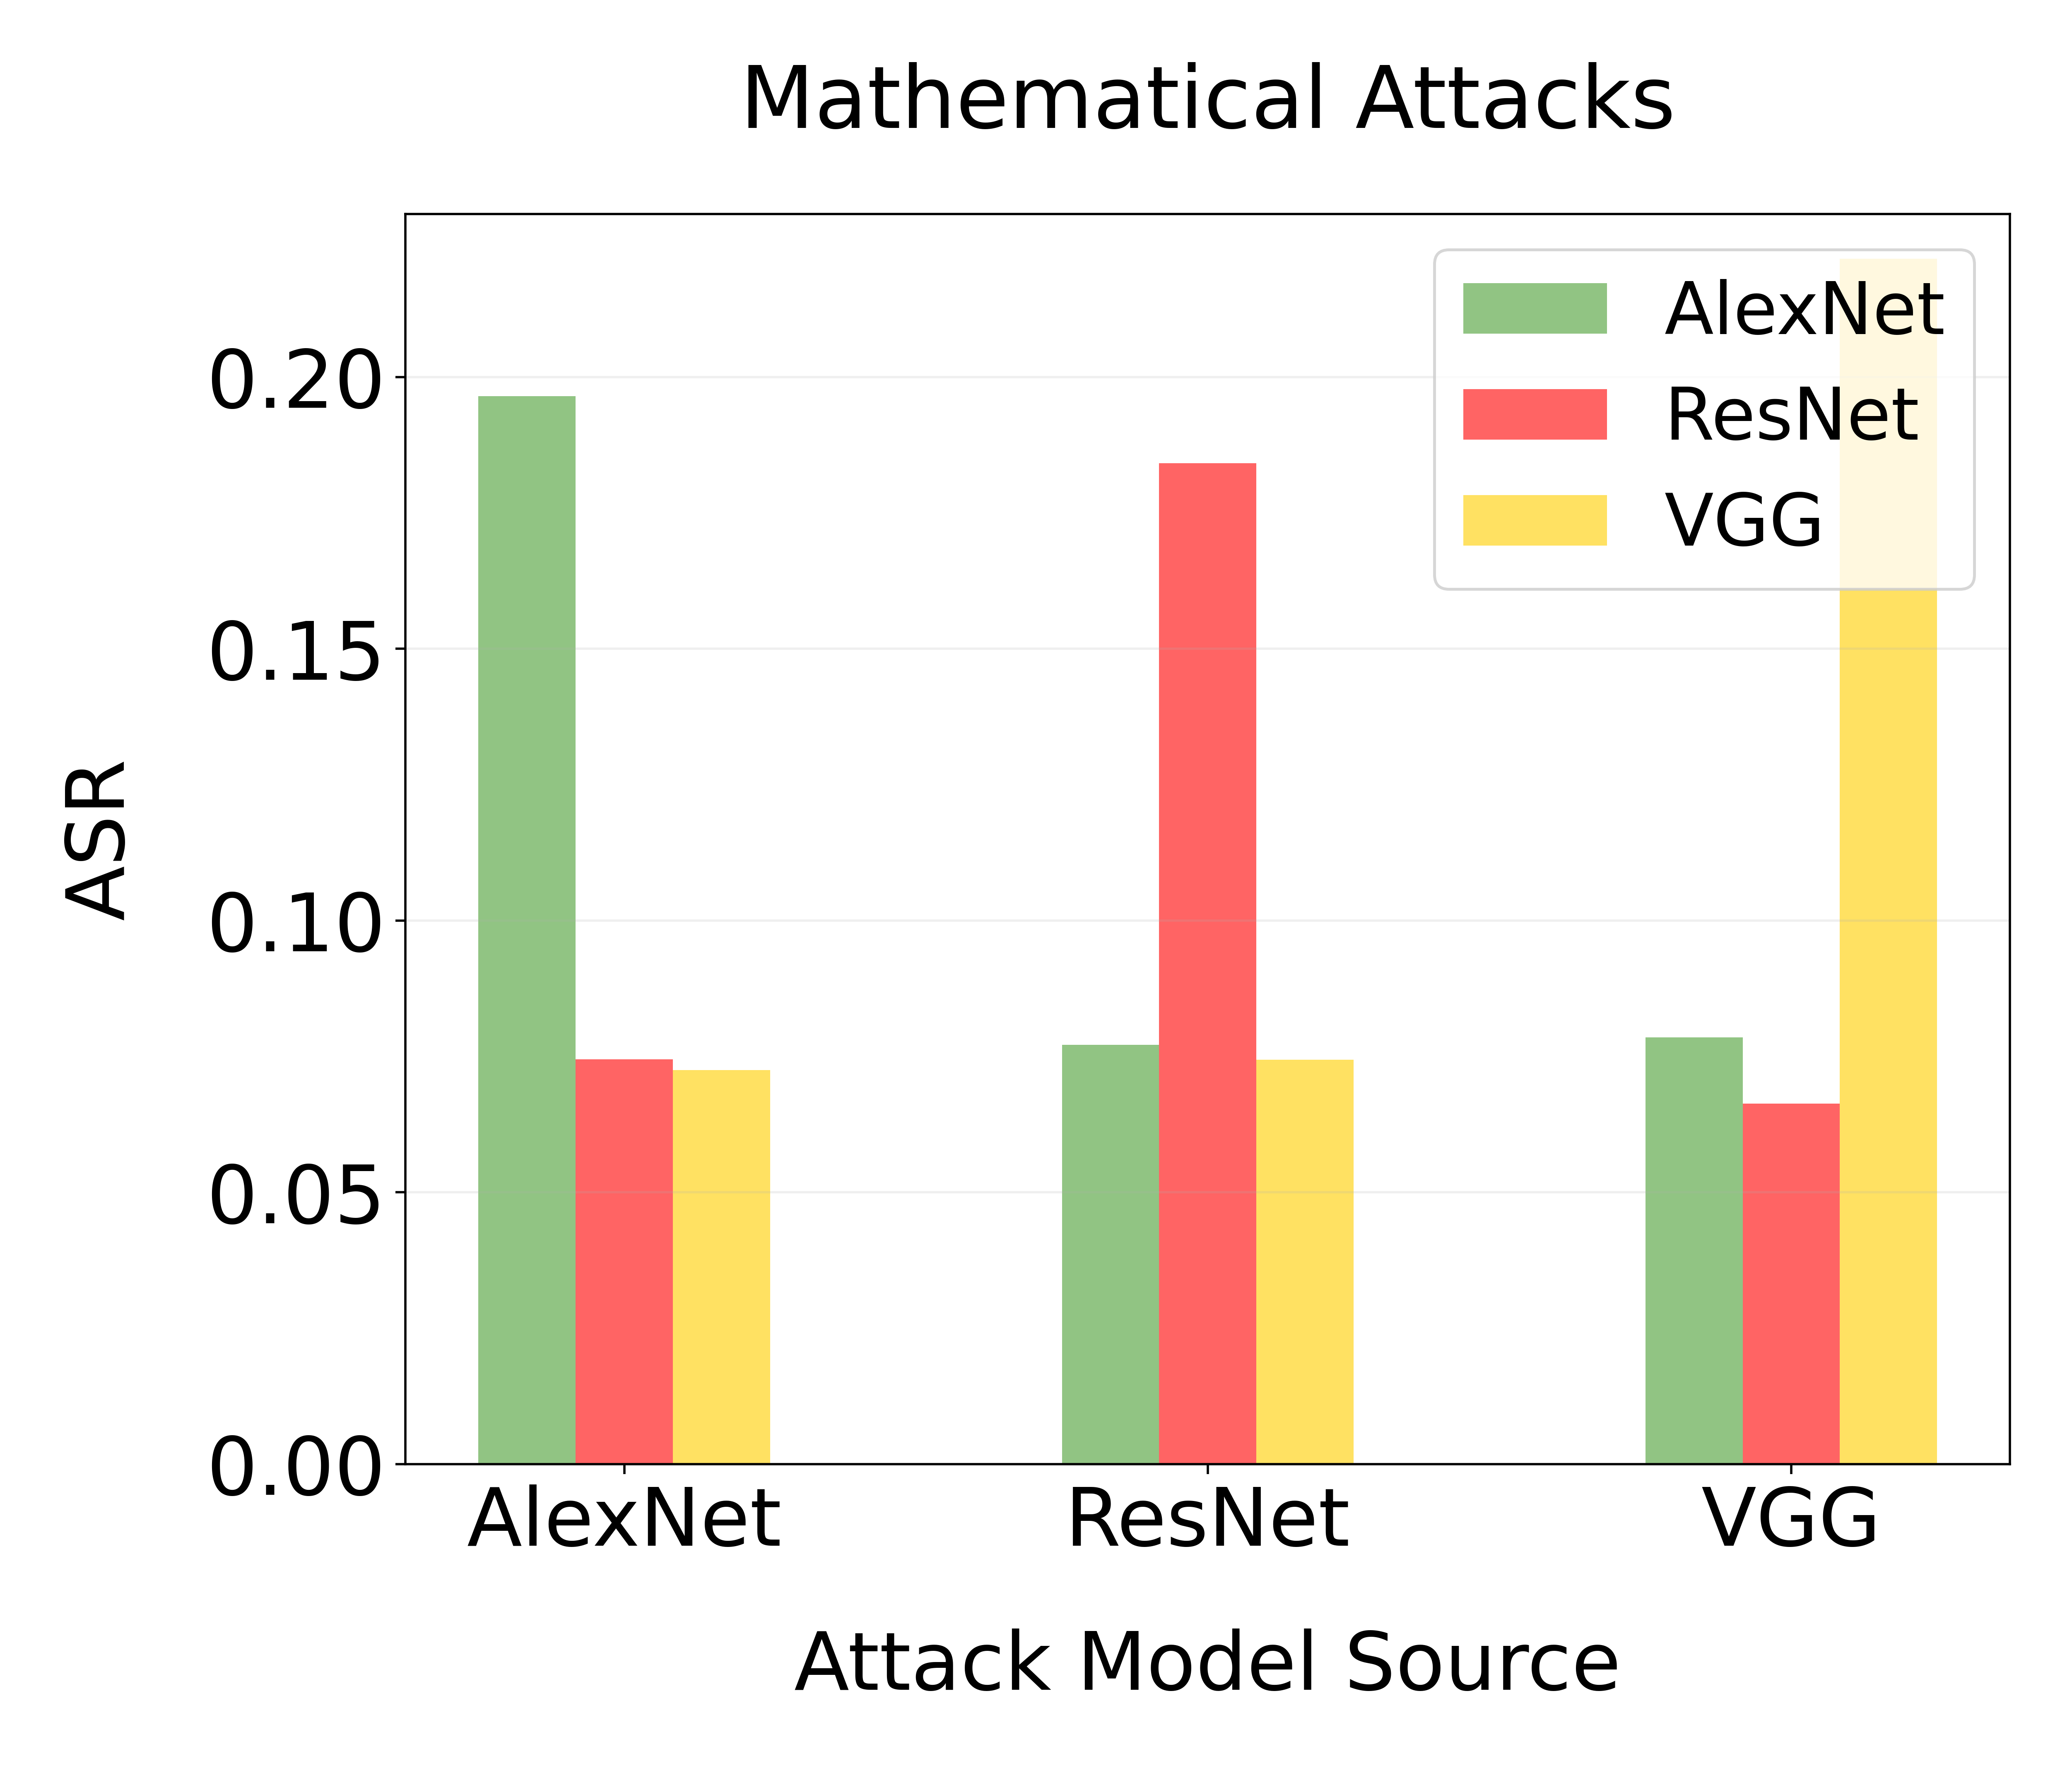 Mathematical Attacks
AlexNet
ResNet
VGG
0.20
0.15
0.10
0.05
0.00
ASR
AlexNet
ResNet
VGG
Attack Model Source